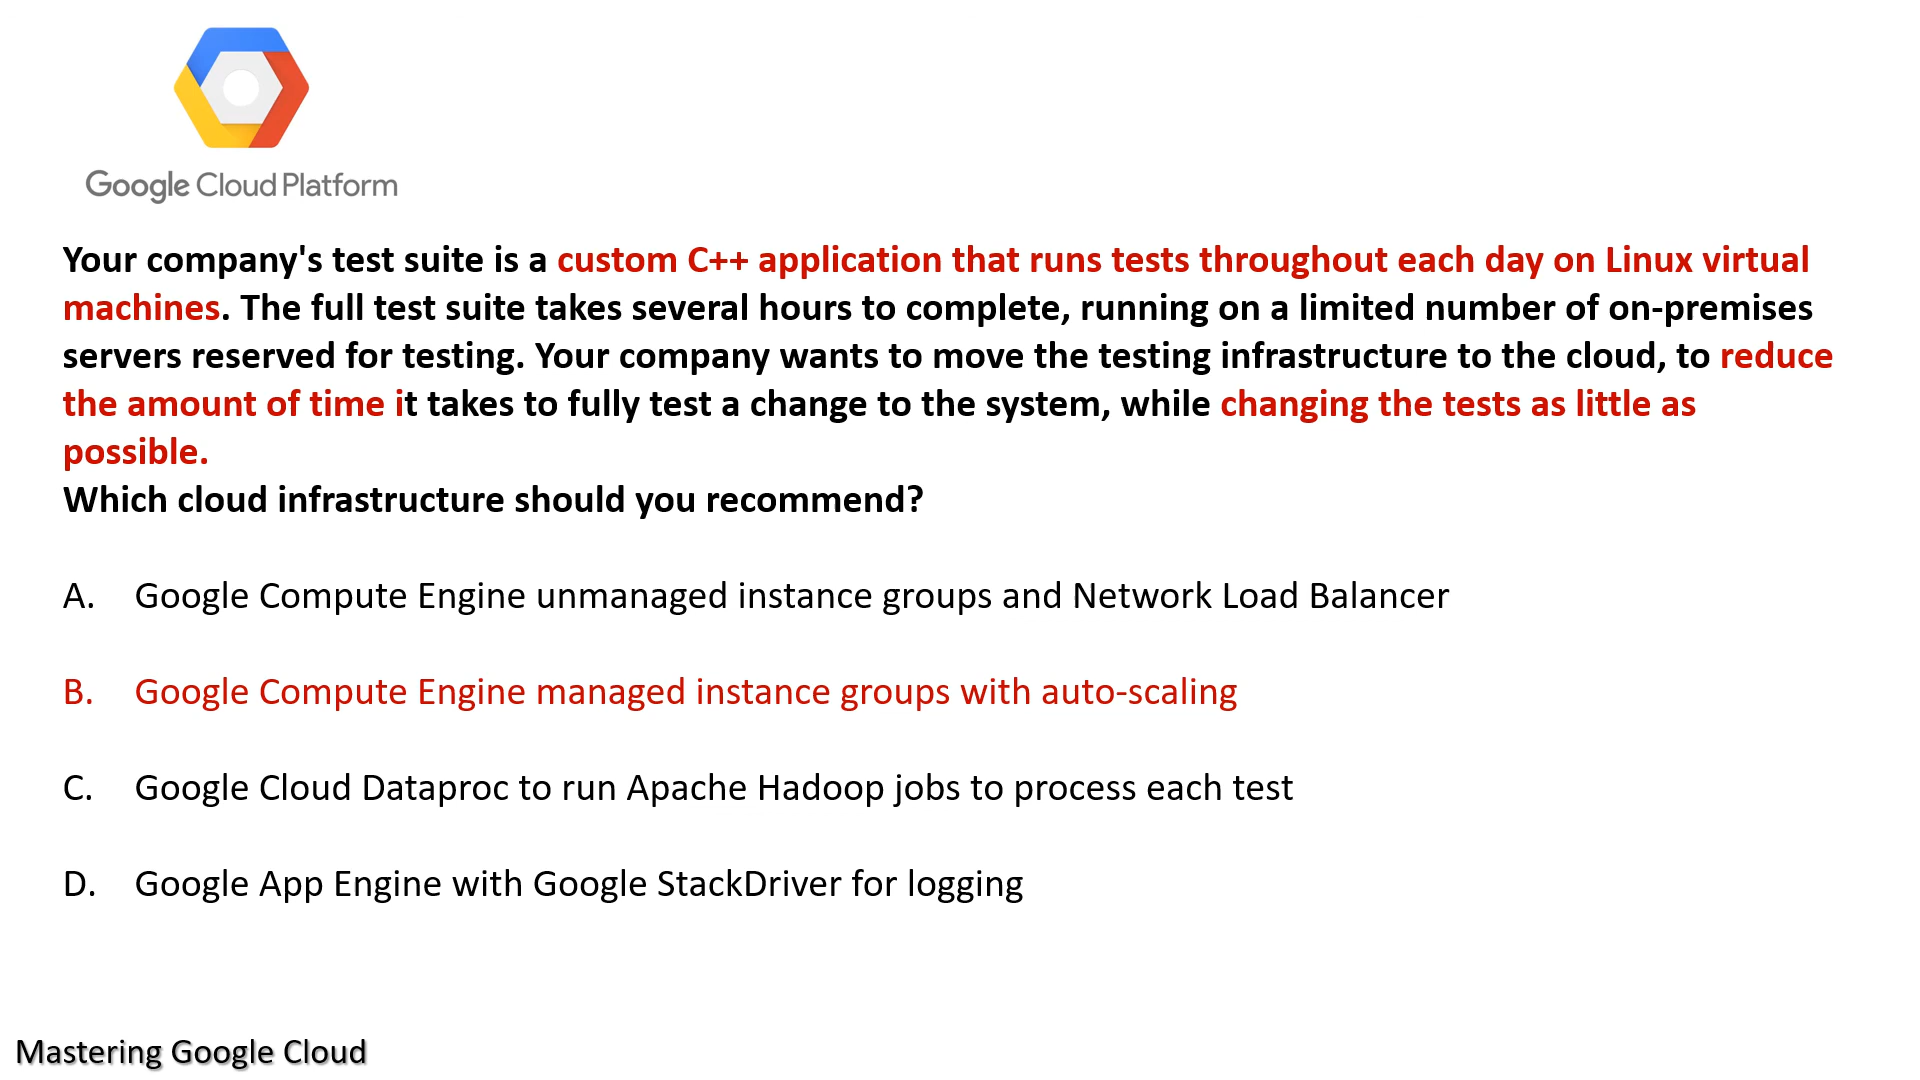 Google Cloud Platform
Your company's test suite is a custom C++ application that runs tests throughout each day on Linux virtual
machines. The full test suite takes several hours to complete, running on a limited number of on-premises
servers reserved for testing. Your company wants to move the testing infrastructure to the cloud, to reduce
the amount of time it takes to fully test a change to the system, while changing the tests as little as
possible.
Which cloud infrastructure should you recommend?
A. Google Compute Engine unmanaged instance groups and Network Load Balancer
B. Google Compute Engine managed instance groups with auto-scaling
C. Google Cloud Dataproc to run Apache Hadoop jobs to process each test
D. Google App Engine with Google StackDriver for logging
Mastering Google Cloud